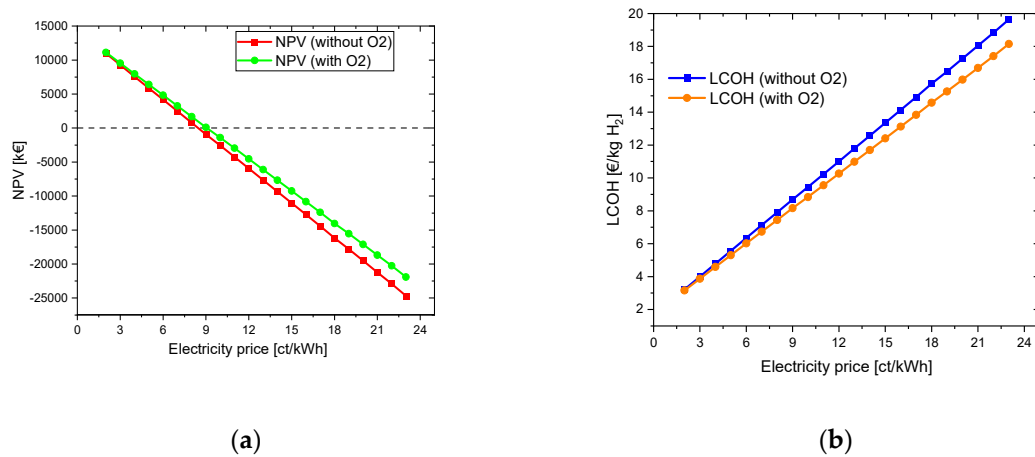 15000
10000
5000
0
-5000
-10000
-15000
-20000
-25000
NPV [k€]
NPV (without O2)
NPV (with O2)
0 3 6 9 12 15 18 21 24
Electricity price [ct/kWh]
(a)
20
18
16
14
12
10
8
6
4
2
LCOH [€/kg H₂]
LCOH (without O2)
LCOH (with O2)
0 3 6 9 12 15 18 21 24
Electricity price [ct/kWh]
(b)